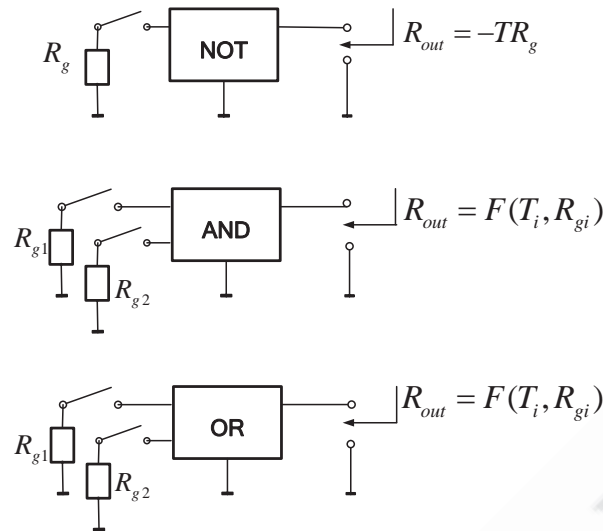 R_g
NOT
R_out = –TR_g
R_g1
R_g2
AND
R_out = F(T_i, R_gi)
R_g1
R_g2
OR
R_out = F(T_i, R_gi)